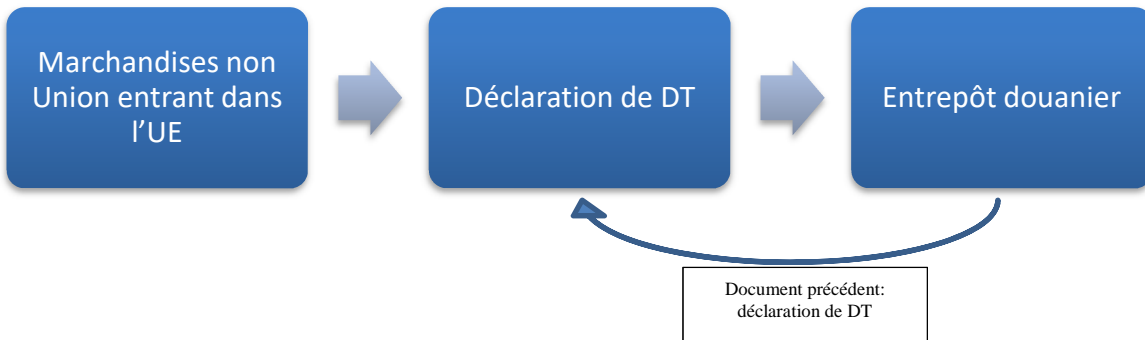 Marchandises non
Union entrant dans
l’UE
Déclaration de DT
Entrepôt douanier
Document précédent:
déclaration de DT